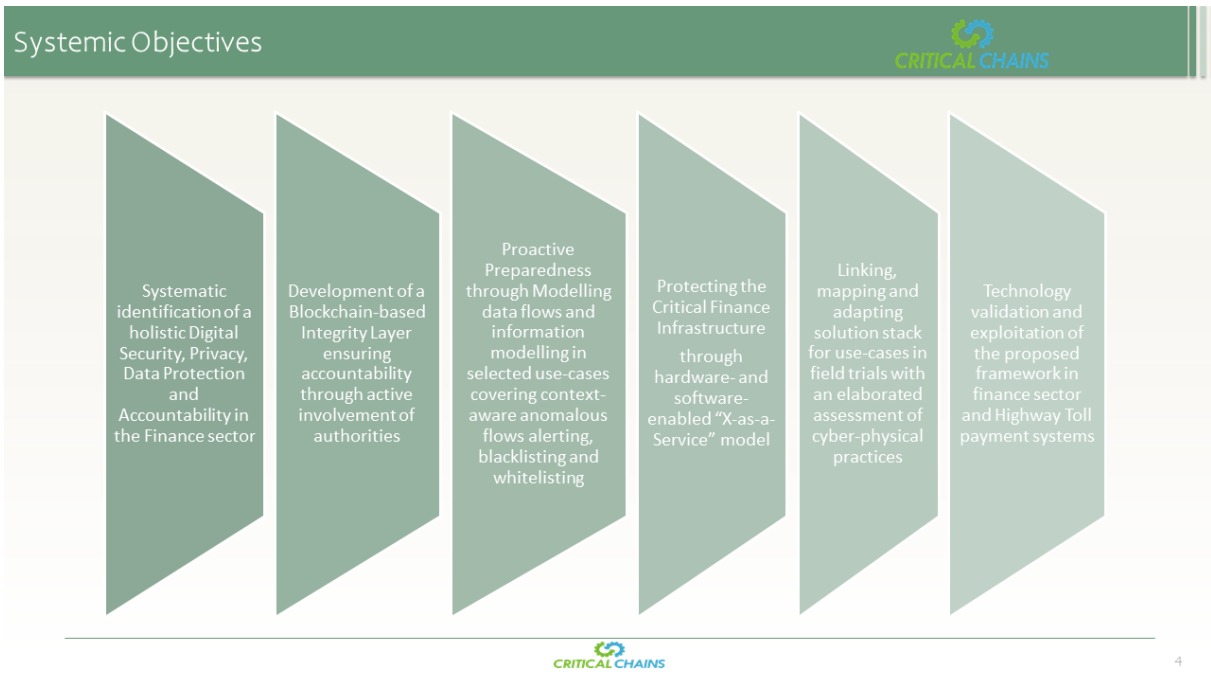 Systemic Objectives
CRITICAL CHAINS
Systematic
identification of a
holistic Digital
Security, Privacy,
Data Protection
and
Accountability in
the Finance sector
Development of a
Blockchain-based
Integrity Layer
ensuring
accountability
through active
involvement of
authorities
Proactive
Preparedness
through Modelling
data flows and
information
modelling in
selected use-cases
covering context-
aware anomalous
flows alerting,
blacklisting and
whitelisting
Protecting the
Critical Finance
Infrastructure
through
hardware- and
software-
enabled “X-as-a-
Service” model
Linking,
mapping and
adapting
solution stack
for use-cases in
field trials with
an elaborated
assessment of
cyber-physical
practices
Technology
validation and
exploitation of
the proposed
framework in
finance sector
and Highway Toll
payment systems
CRITICAL CHAINS
4